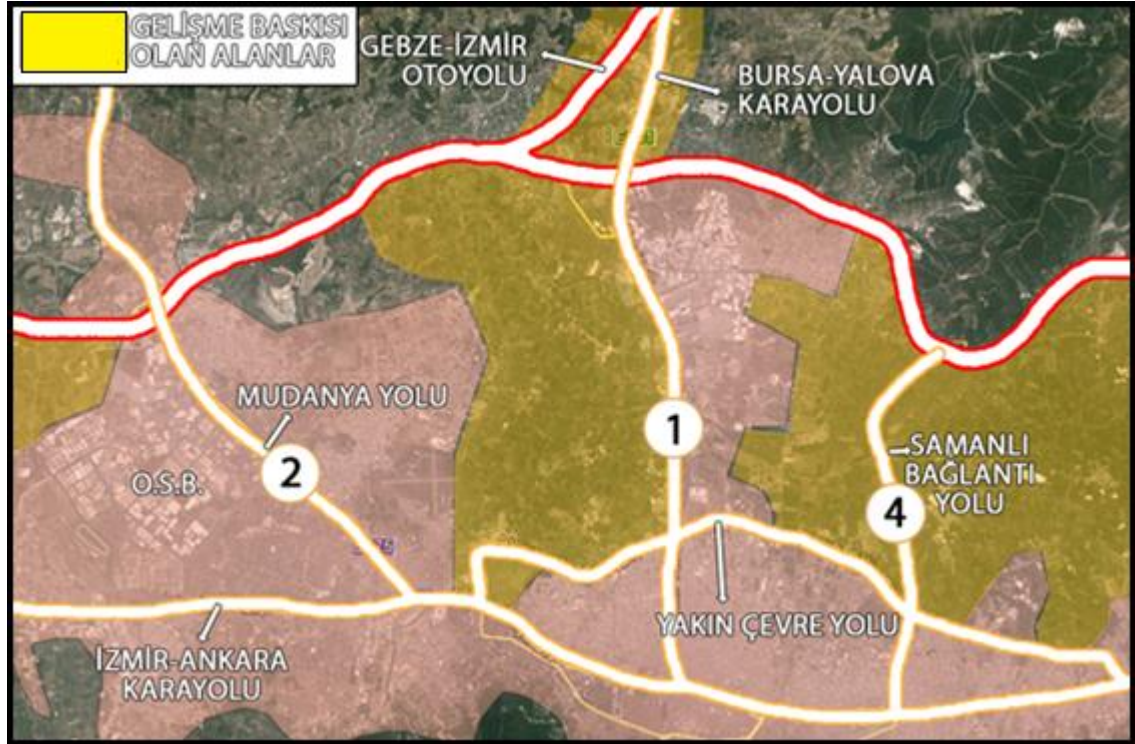 GELİŞME BASKISI
OLAN ALANLAR
GEBZE-İZMİR
OTOYOLU
BURSA-YALOVA
KARAYOLU
MUDANYA YOLU
1
2
O.S.B.
SAMANLI
BAĞLANTI
YOLU
4
YAKIN ÇEVRE YOLU
İZMİR-ANKARA
KARAYOLU